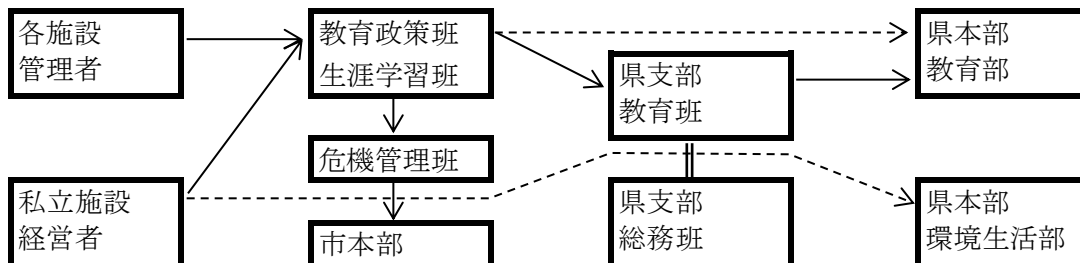 各施設
管理者
教育政策班
生涯学習班
県本部
教育部
県支部
教育班
危機管理班
私立施設
経営者
市本部
県支部
総務班
県本部
環境生活部